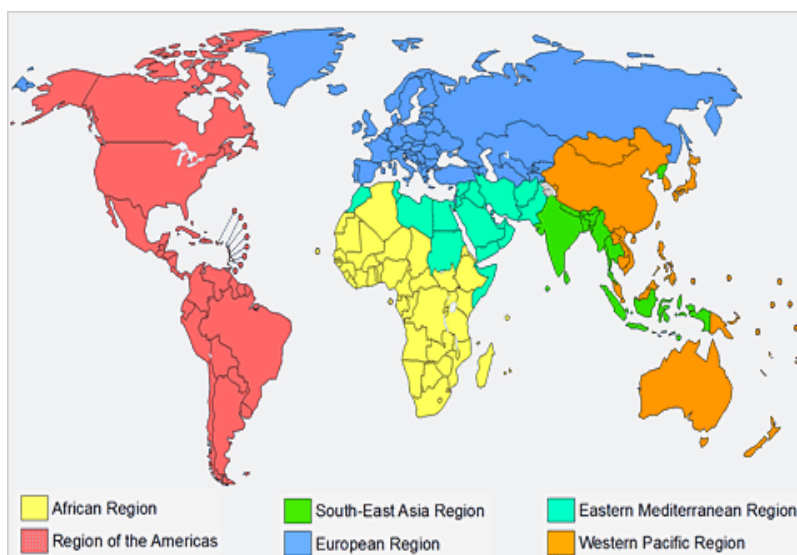 African Region
South-East Asia Region
Eastern Mediterranean Region
Region of the Americas
European Region
Western Pacific Region